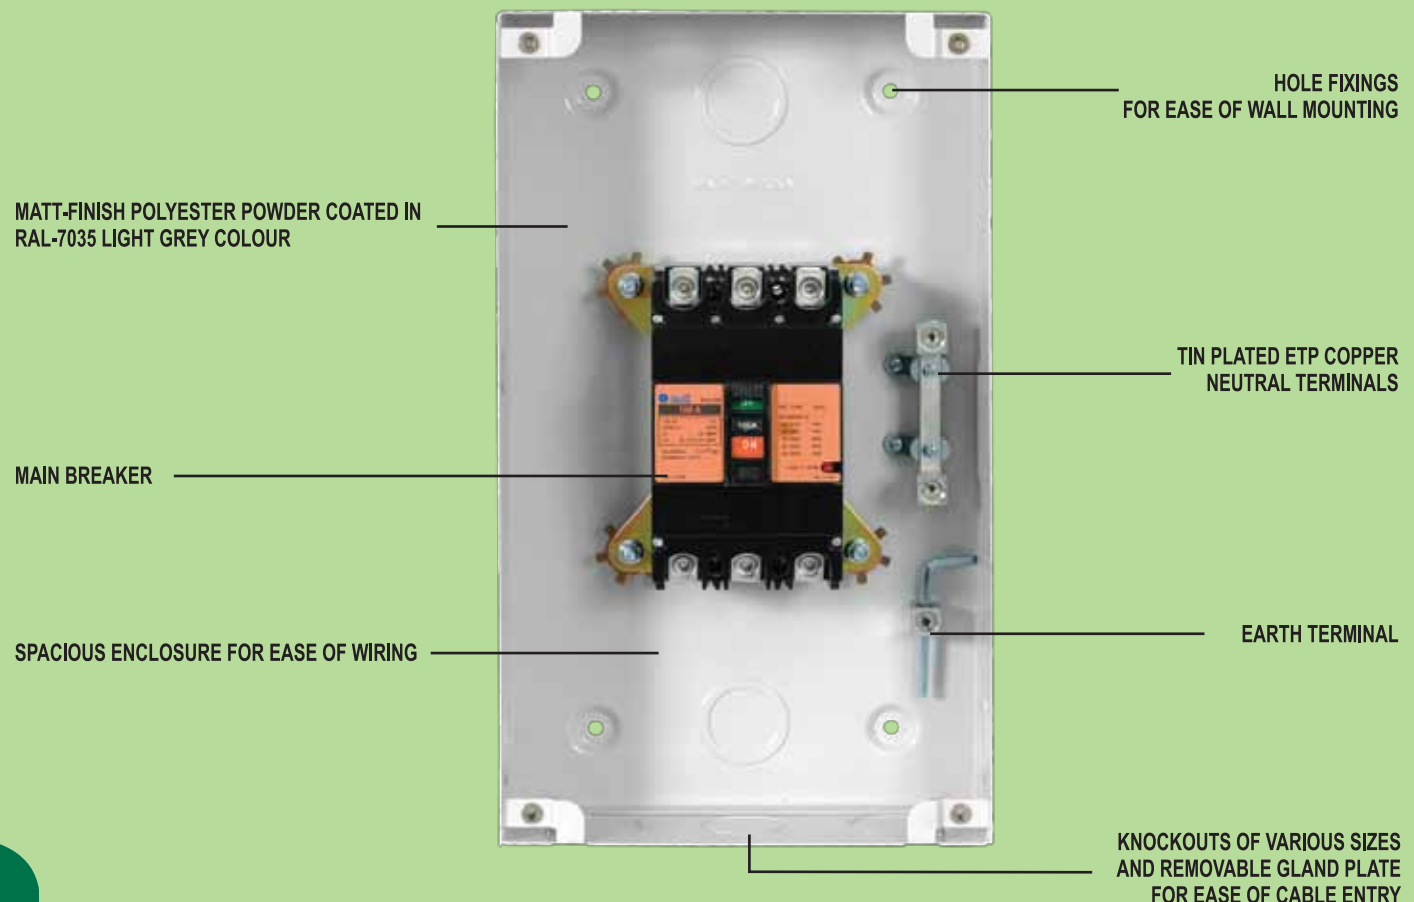 HOLE FIXINGS
FOR EASE OF WALL MOUNTING
MATT-FINISH POLYESTER POWDER COATED IN
RAL-7035 LIGHT GREY COLOUR
TIN PLATED ETP COPPER
NEUTRAL TERMINALS
MAIN BREAKER
EARTH TERMINAL
SPACIOUS ENCLOSURE FOR EASE OF WIRING
KNOCKOUTS OF VARIOUS SIZES
AND REMOVABLE GLAND PLATE
FOR EASE OF CABLE ENTRY